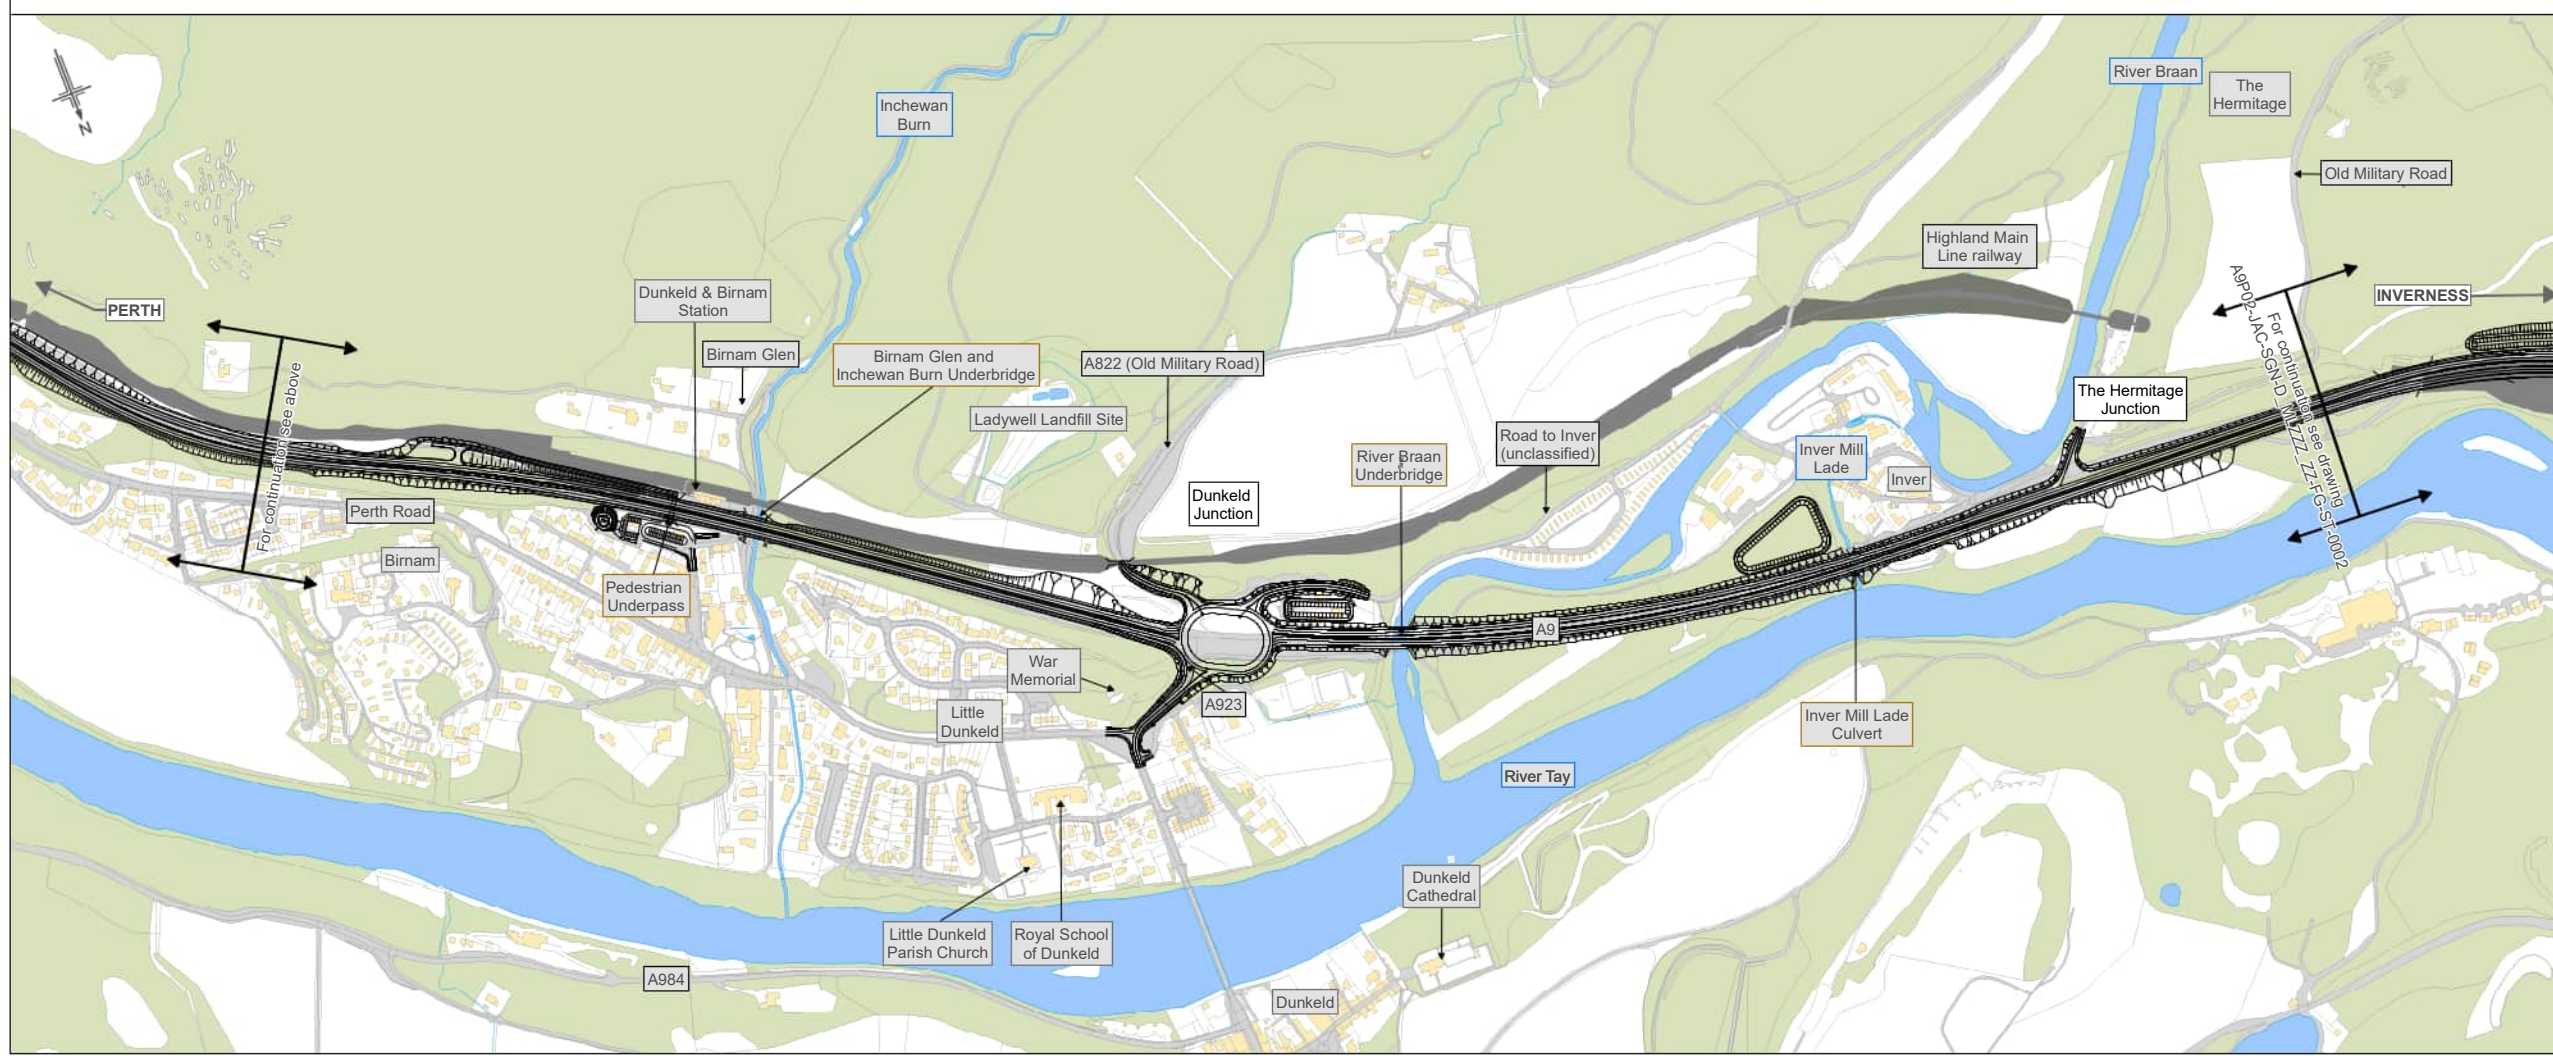 River Braan
The
Hermitage
Inchewan
Burn
N
Old Military Road
Highland Main
Line railway
PERTH
Dunkeld & Birnam
Station
INVERNESS
Birnam Glen
Birnam Glen and
Inchewan Burn Underbridge
A822 (Old Military Road)
For continuation see above
For continuation see drawing
A9P02-JAC-SGN-D_MLZZZ_ZZ-FG-ST-0002
The Hermitage
Junction
Ladywell Landfill Site
Road to Inver
(unclassified)
River Braan
Underbridge
Inver Mill
Lade
Inver
Dunkeld
Junction
Perth Road
Birnam
Pedestrian
Underpass
A9
War
Memorial
A923
Little
Dunkeld
Inver Mill Lade
Culvert
River Tay
Dunkeld
Cathedral
Little Dunkeld
Parish Church
Royal School
of Dunkeld
A984
Dunkeld